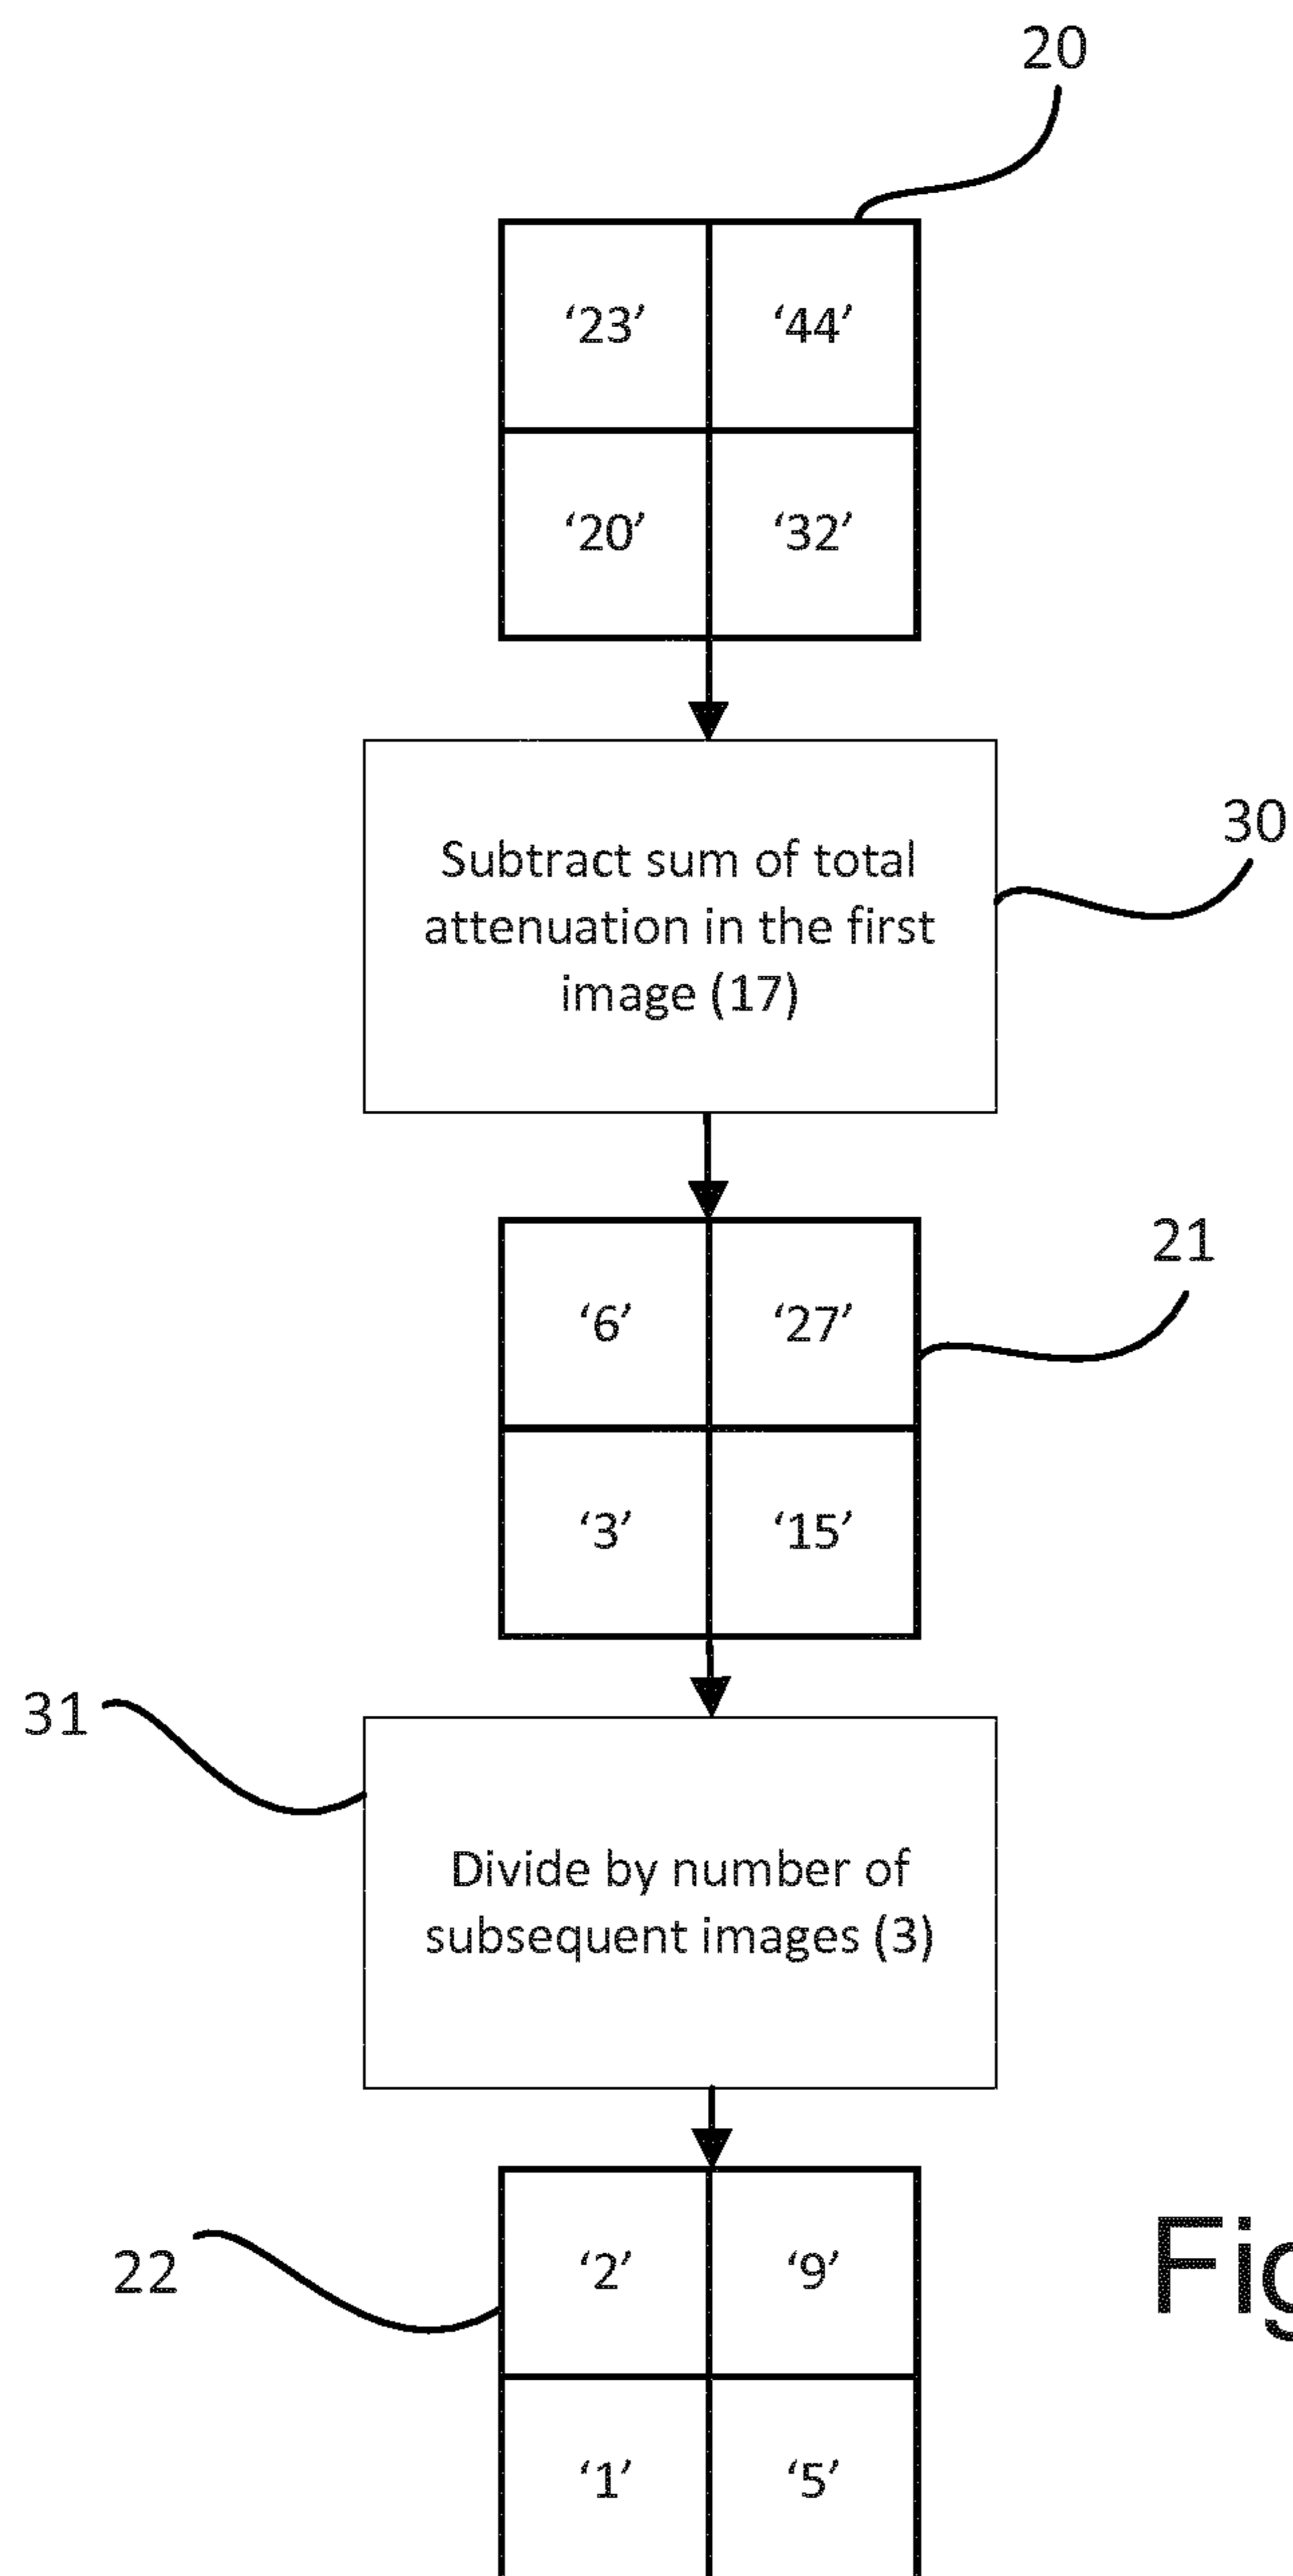 20
‘23’ ‘44’
‘20’ ‘32’
Subtract sum of total
attenuation in the first
image (17)
30
‘6’ ‘27’
21
‘3’ ‘15’
31
Divide by number of
subsequent images (3)
‘2’ ‘9’
22
‘1’ ‘5’